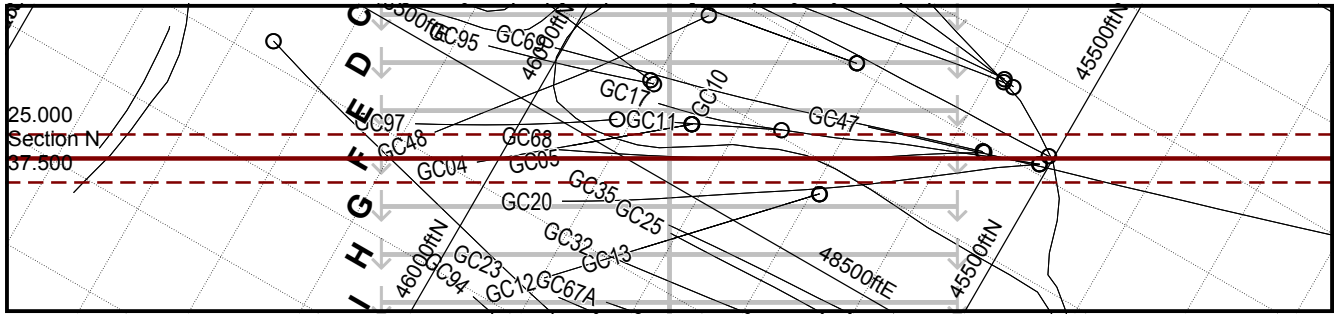 C
GC95
GC69
46000ftN
45500ftN
D
E
GC17
GC10
25.000
GC97
GC11
GC47
Section N
GC48
GC68
F
37.500
GC04
GC05
G
GC20
GC35
GC25
GC32
GC13
H
46000ftN
GC23
48500ftE
45500ftN
GC94
GC12
GC67A
I